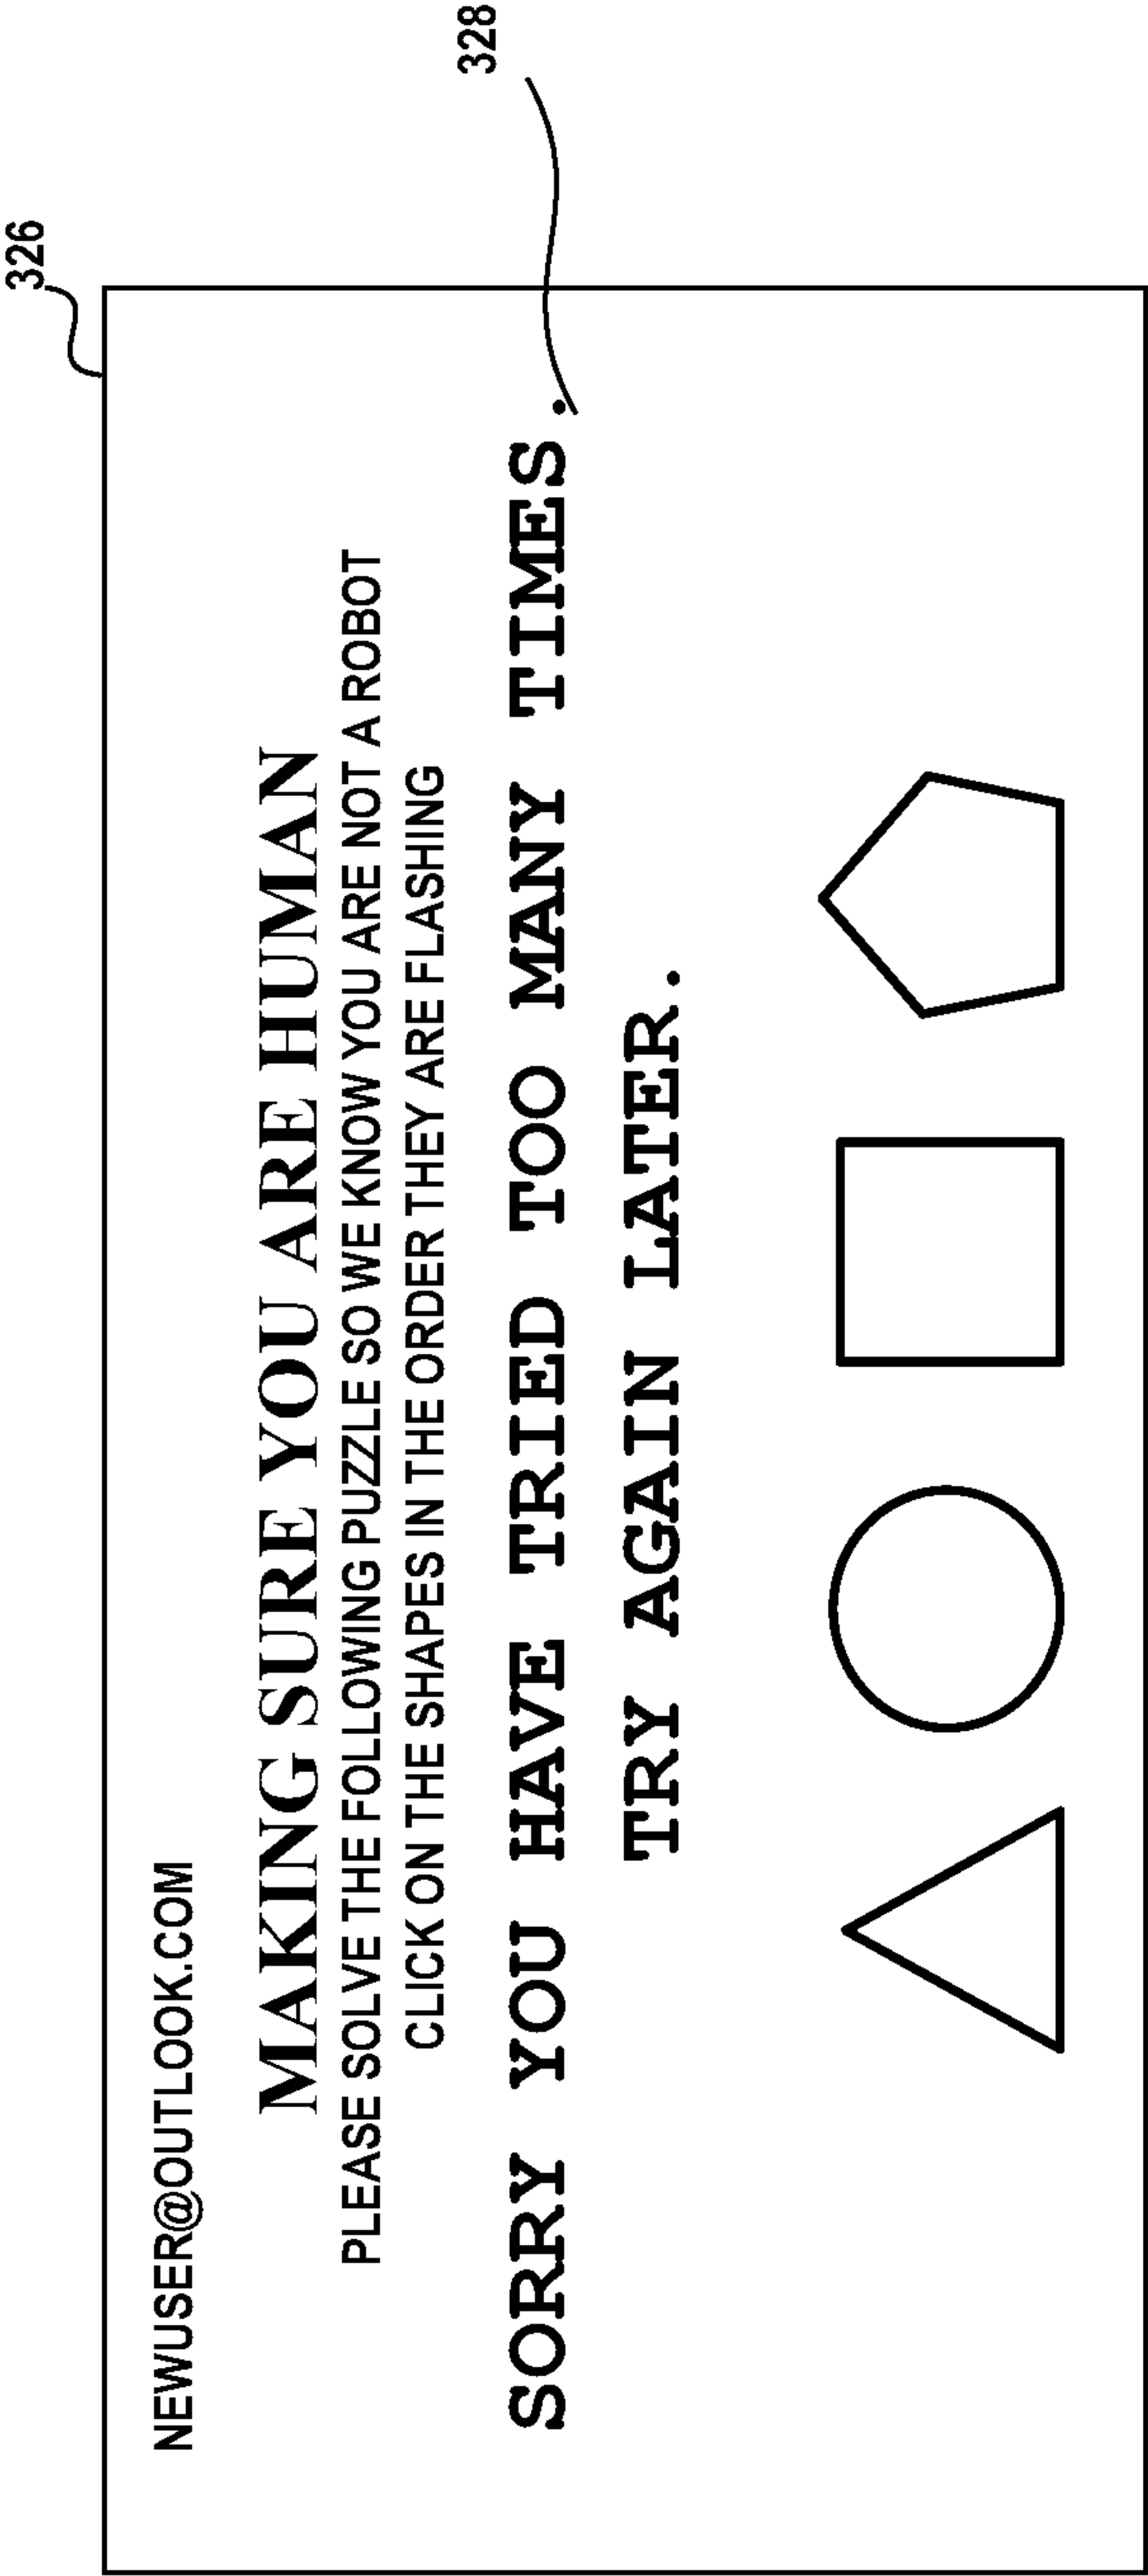 326
328
NEWUSER@OUTLOOK.COM
MAKING SURE YOU ARE HUMAN
PLEASE SOLVE THE FOLLOWING PUZZLE SO WE KNOW YOU ARE NOT A ROBOT
CLICK ON THE SHAPES IN THE ORDER THEY ARE FLASHING
SORRY YOU HAVE TRIED TOO MANY TIMES.
TRY AGAIN LATER.